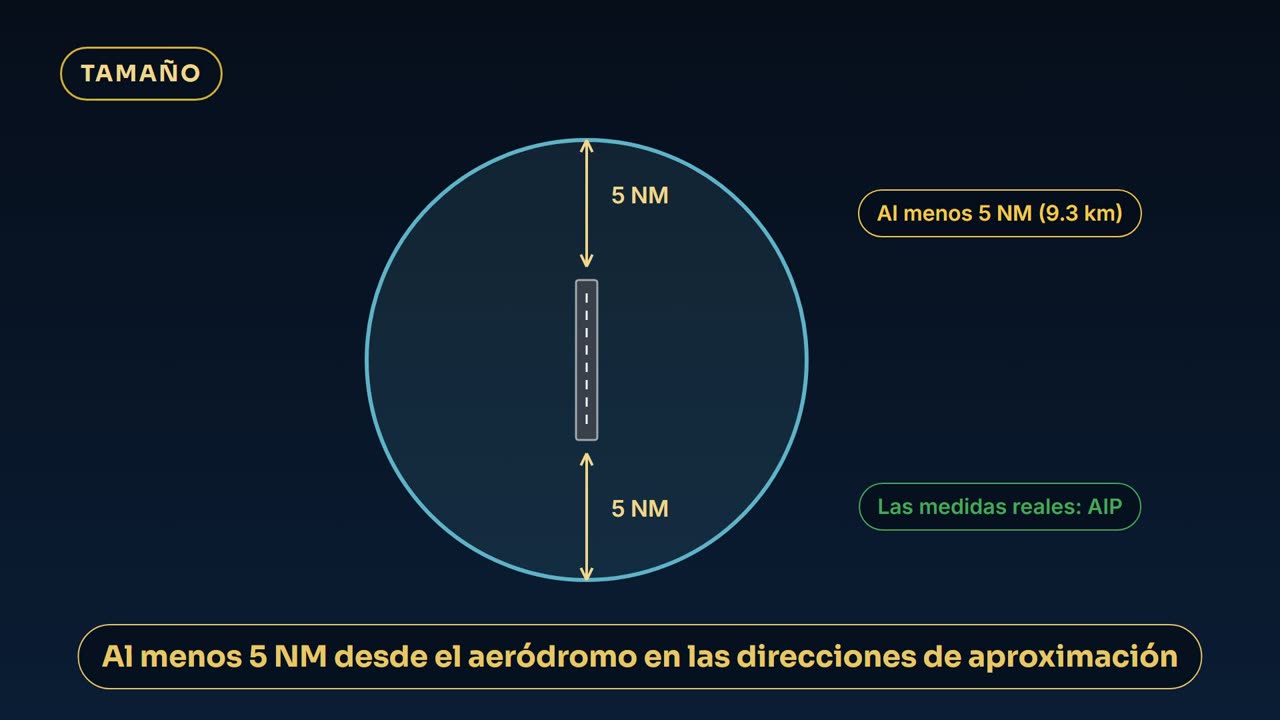 TAMAÑO
5 NM
Al menos 5 NM (9.3 km)
5 NM
Las medidas reales: AIP
Al menos 5 NM desde el aeródromo en las direcciones de aproximación